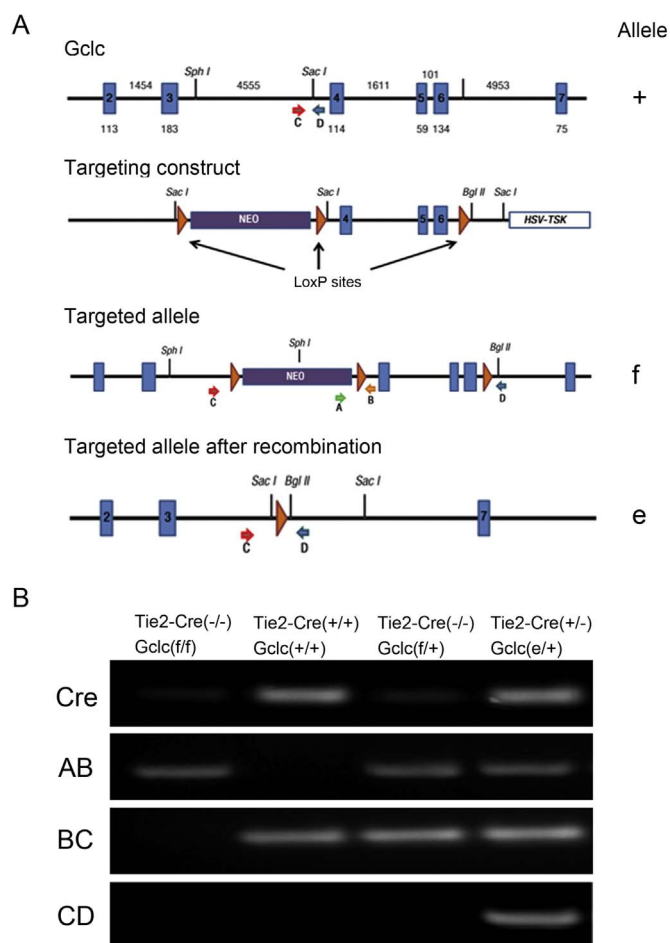 A
Allele
Gclc
Sph I
Sac I
101
1454
4555
1611
4953
2
3
4
5
6
7
+
C
D
113
183
114
59
134
75
Targeting construct
Sac I
Sac I
Bgl II
Sac I
NEO
4
5
6
HSV-TSK
LoxP sites
Targeted allele
Sph I
Sph I
Bgl II
NEO
f
C
A
B
D
Targeted allele after recombination
Sac I
Bgl II
Sac I
2
3
7
e
C
D
B
Tie2-Cre(-/-) Tie2-Cre(+/+) Tie2-Cre(-/-) Tie2-Cre(+/-)
Gclc(f/f) Gclc(+/+) Gclc(f/+) Gclc(e/+)
Cre
AB
BC
CD